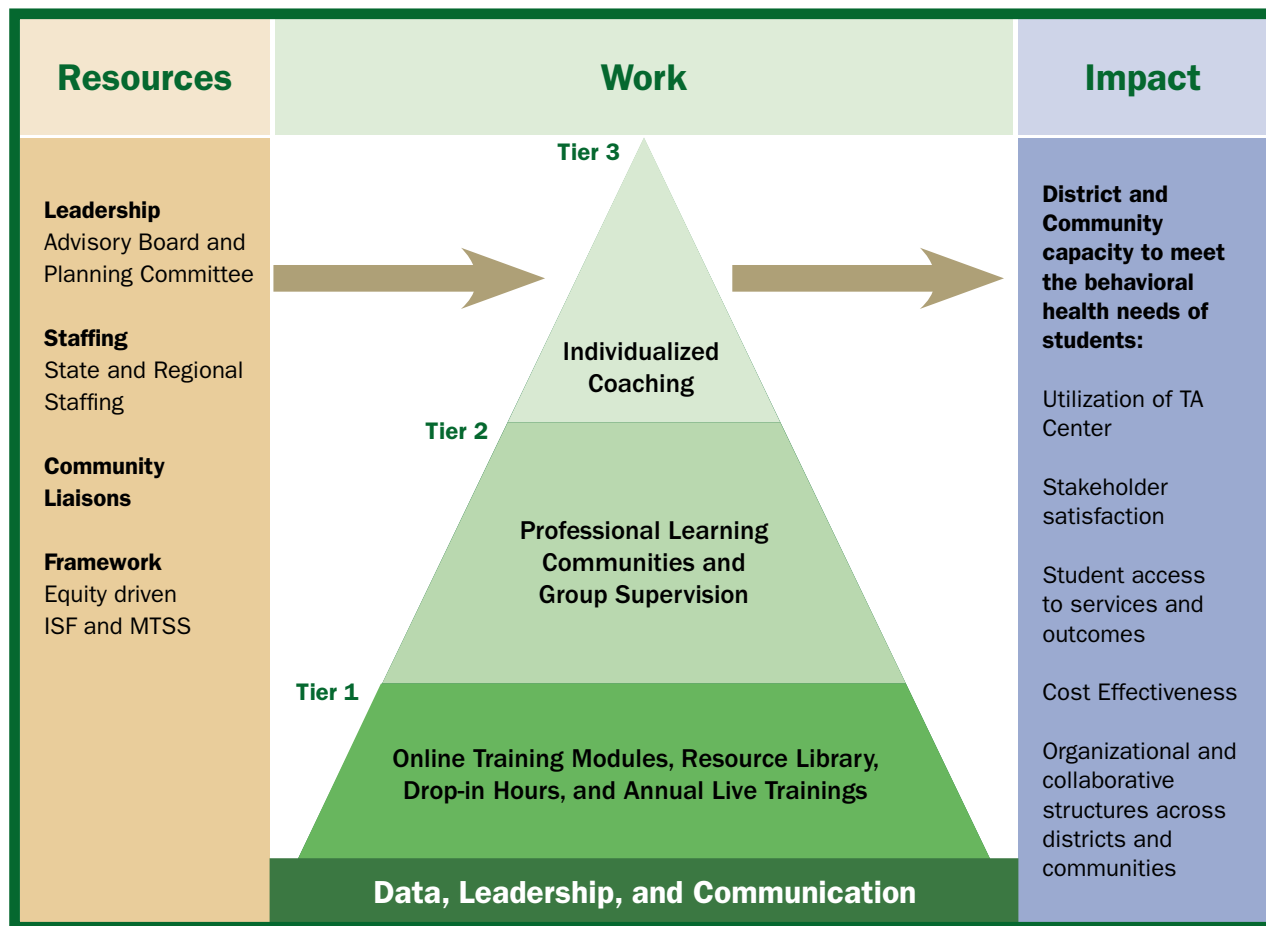 Resources
Work
Impact
Leadership
Advisory Board and
Planning Committee
Staffing
State and Regional
Staffing
Community
Liaisons
Framework
Equity driven
ISF and MTSS
Tier 3
Individualized
Coaching
Tier 2
Professional Learning
Communities and
Group Supervision
Tier 1
Online Training Modules, Resource Library,
Drop-in Hours, and Annual Live Trainings
Data, Leadership, and Communication
District and
Community
capacity to meet
the behavioral
health needs of
students:
Utilization of TA
Center
Stakeholder
satisfaction
Student access
to services and
outcomes
Cost Effectiveness
Organizational and
collaborative
structures across
districts and
communities